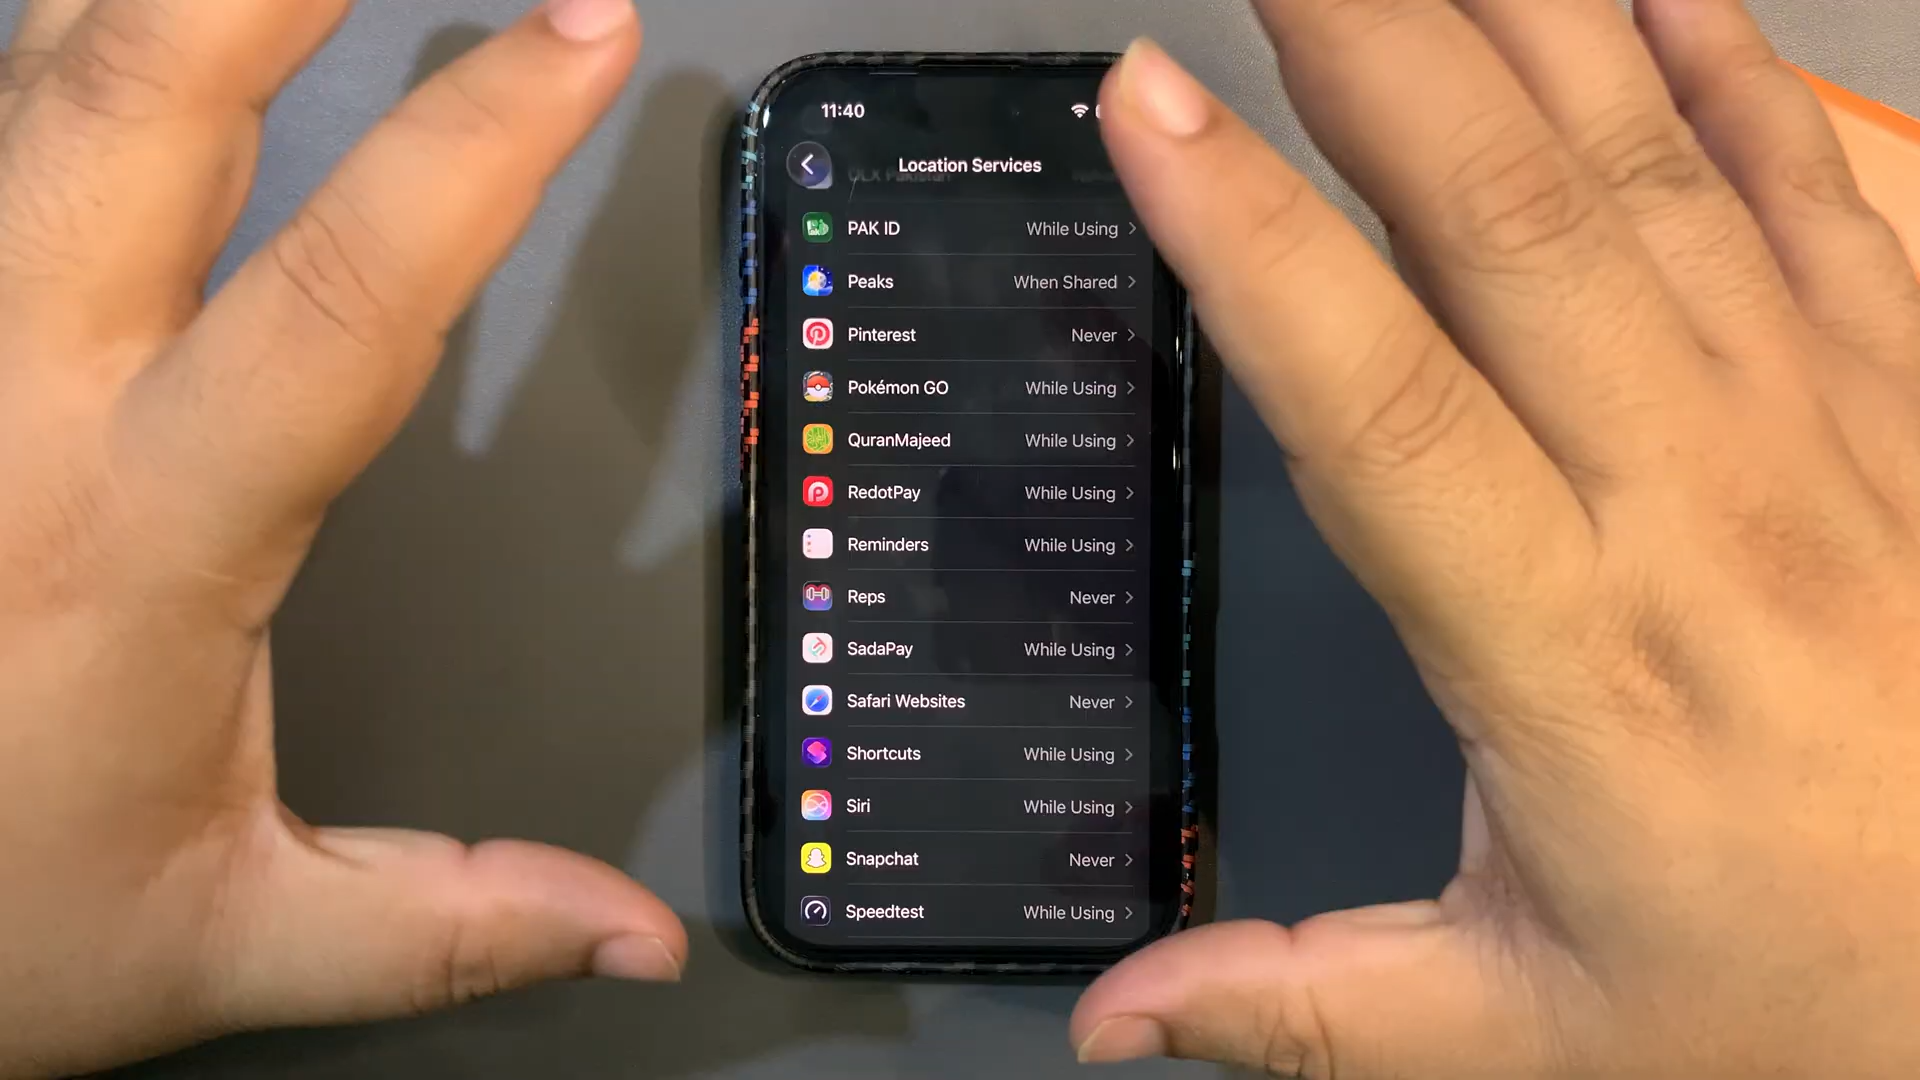 11:40
Location Services
OLX Pakistan
PAK ID While Using
Peaks When Shared
Pinterest Never
Pokémon GO While Using
QuranMajeed While Using
RedotPay While Using
Reminders While Using
Reps Never
SadaPay While Using
Safari Websites Never
Shortcuts While Using
Siri While Using
Snapchat Never
Speedtest While Using